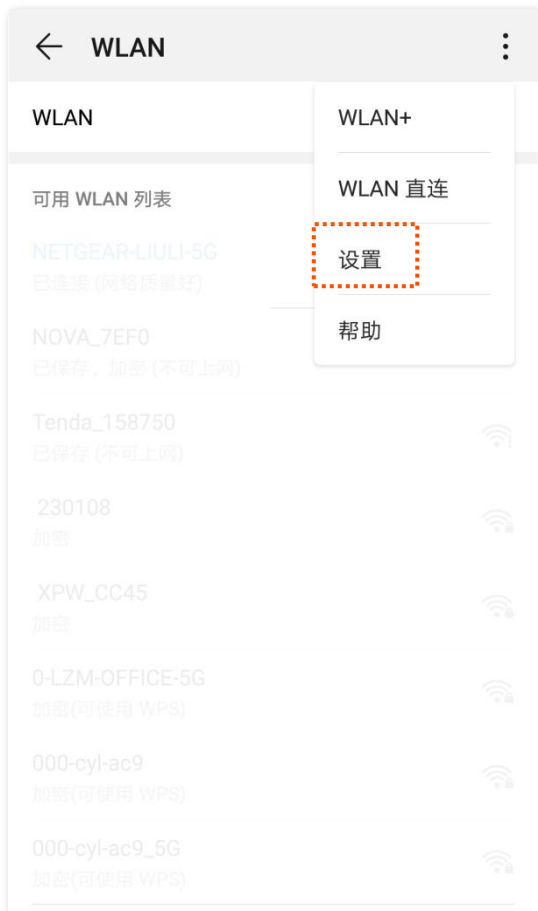 WLAN
WLAN
WLAN+
WLAN 直连
设置
帮助
可用 WLAN 列表
NETGEAR-LIULI-5G
已连接 (网络质量好)
NOVA_7EF0
已保存，加密 (不可上网)
Tenda_158750
已保存 (不可上网)
230108
加密
XPW_CC45
加密
0-LZM-OFFICE-5G
加密(可使用 WPS)
000-cyl-ac9
加密(可使用 WPS)
000-cyl-ac9_5G
加密(可使用 WPS)